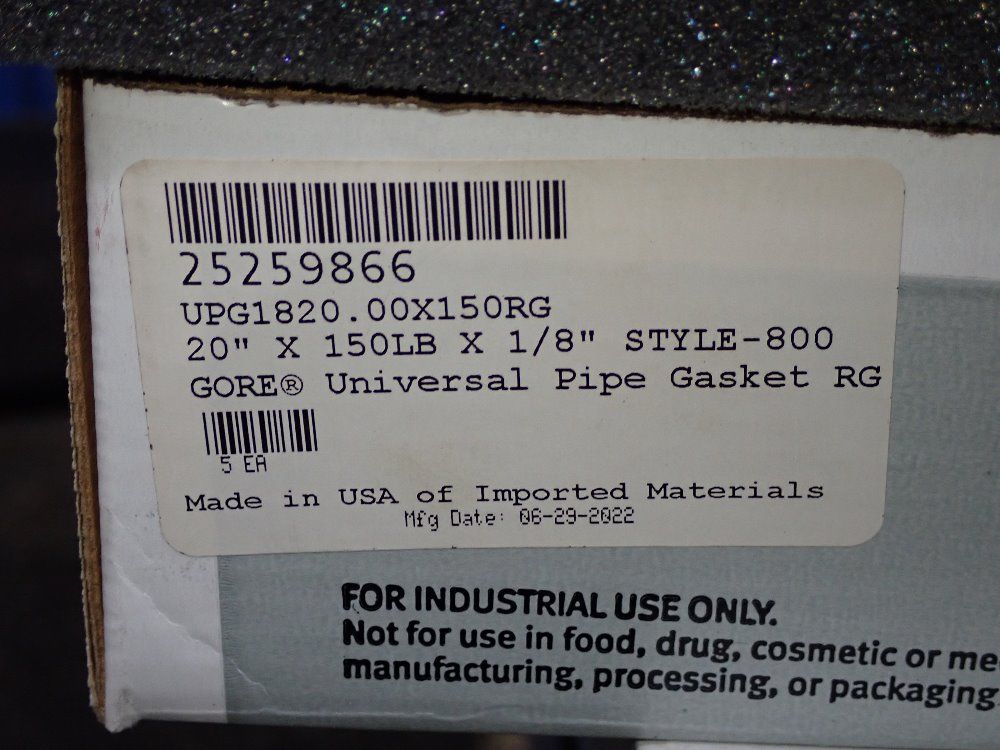 25259866
UPG1820.00X150RG
20" X 150LB X 1/8" STYLE-800
GORE® Universal Pipe Gasket RG
5 EA
Made in USA of Imported Materials
Mfg Date: 06-29-2022
FOR INDUSTRIAL USE ONLY.
Not for use in food, drug, cosmetic or
manufacturing, processing, or packaging